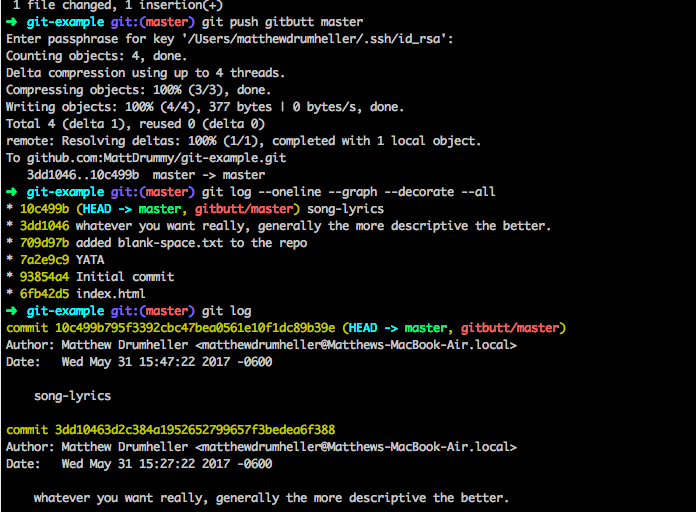 1 file changed, 1 insertion(+)
➜  git-example git:(master) git push gitbutt master
Enter passphrase for key '/Users/matthewdrumheller/.ssh/id_rsa':
Counting objects: 4, done.
Delta compression using up to 4 threads.
Compressing objects: 100% (3/3), done.
Writing objects: 100% (4/4), 377 bytes | 0 bytes/s, done.
Total 4 (delta 1), reused 0 (delta 0)
remote: Resolving deltas: 100% (1/1), completed with 1 local object.
To github.com:MattDrummy/git-example.git
   3dd1046..10c499b  master -> master
➜  git-example git:(master) git log --oneline --graph --decorate --all
* 10c499b (HEAD -> master, gitbutt/master) song-lyrics
* 3dd1046 whatever you want really, generally the more descriptive the better.
* 709d97b added blank-space.txt to the repo
* 7a2e9c9 YATA
* 93854a4 Initial commit
* 6fb42d5 index.html
➜  git-example git:(master) git log
commit 10c499b795f3392cbc47bea0561e10f1dc89b39e (HEAD -> master, gitbutt/master)
Author: Matthew Drumheller <matthewdrumheller@Matthews-MacBook-Air.local>
Date:   Wed May 31 15:47:22 2017 -0600
    song-lyrics
commit 3dd10463d2c384a1952652799657f3bedea6f388
Author: Matthew Drumheller <matthewdrumheller@Matthews-MacBook-Air.local>
Date:   Wed May 31 15:27:22 2017 -0600
    whatever you want really, generally the more descriptive the better.